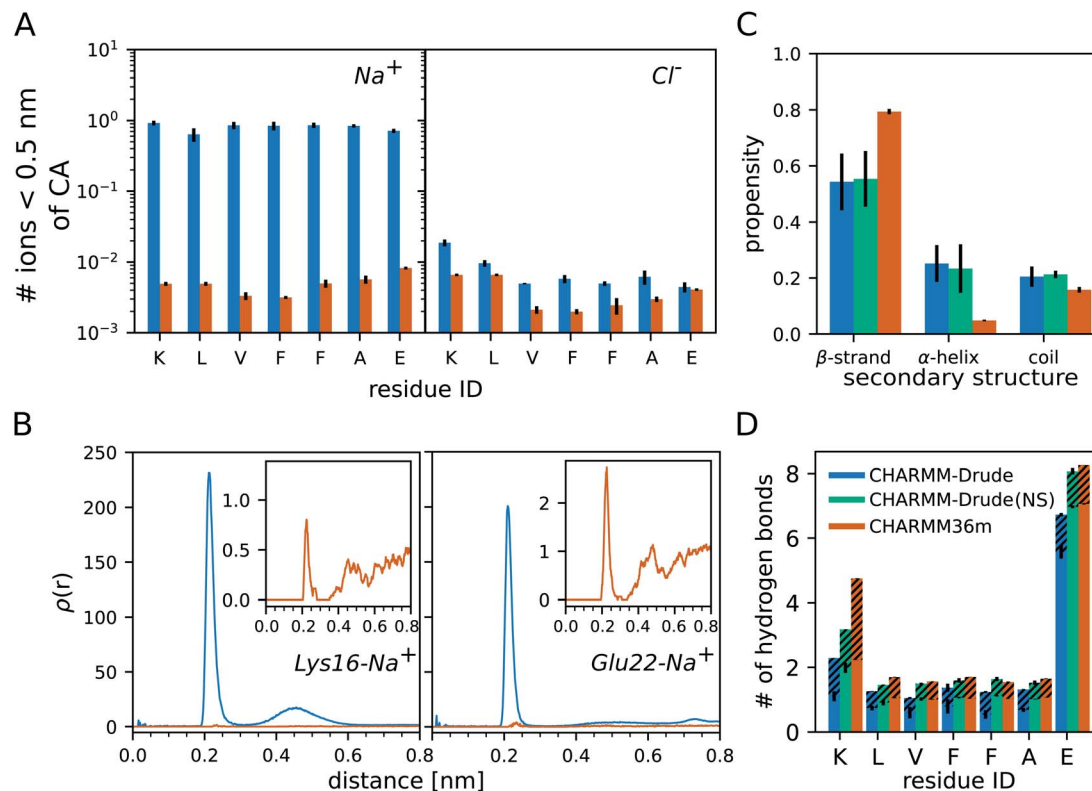 A
# ions < 0.5 nm
of CA
10¹
10⁰
10⁻¹
10⁻²
10⁻³
Na⁺
Cl⁻
K L V F F A E
K L V F F A E
residue ID
B
ρ(r)
250
200
150
100
50
0
1.0
0.5
0.0
0.0 0.2 0.4 0.6 0.8
Lys16-Na⁺
2
1
0
0.0 0.2 0.4 0.6 0.8
Glu22-Na⁺
0.0 0.2 0.4 0.6 0.8
0.2 0.4 0.6 0.8
distance [nm]
C
propensity
1.0
0.8
0.6
0.4
0.2
0.0
β-strand α-helix coil
secondary structure
D
# of hydrogen bonds
8
6
4
2
0
CHARMM-Drude
CHARMM-Drude(NS)
CHARMM36m
K L V F F A E
residue ID